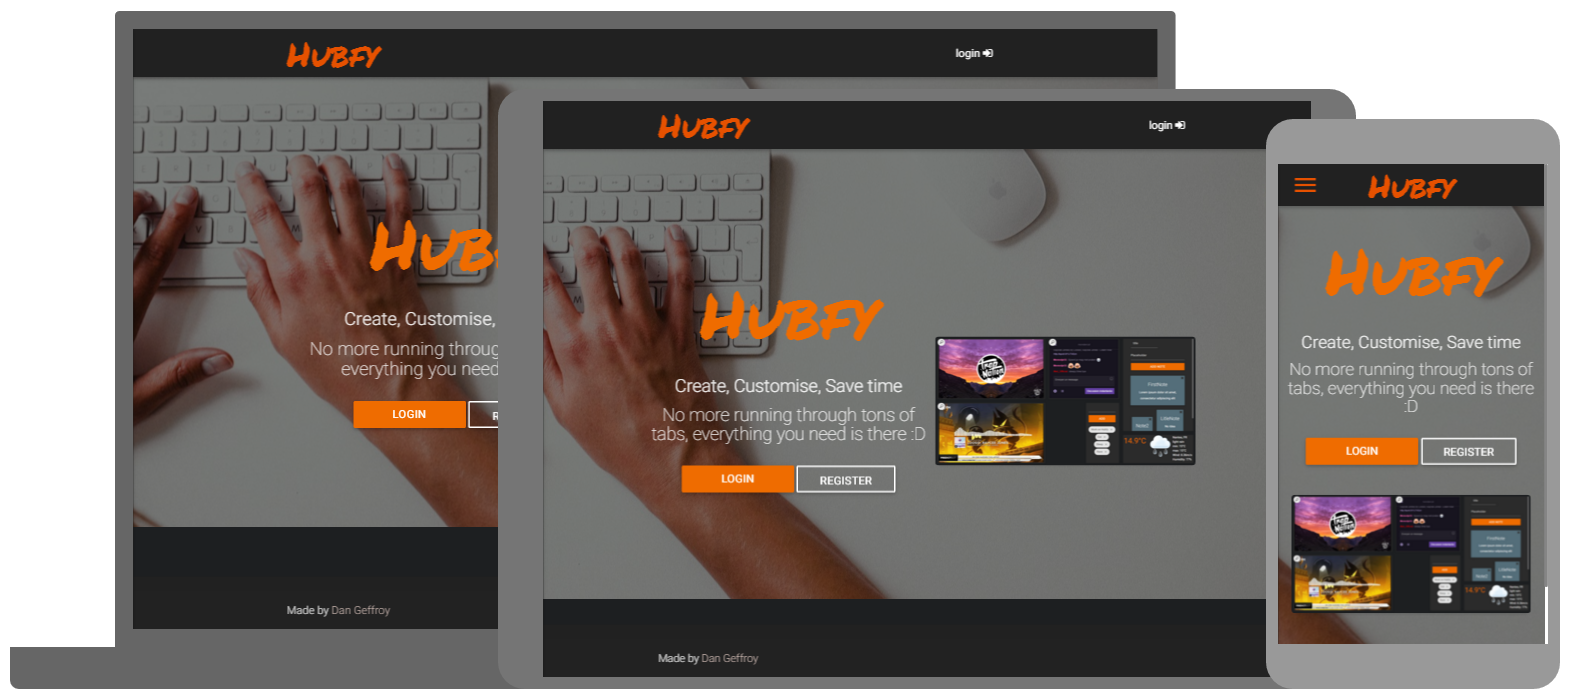 HUBFY
login
HUB
Create, Customise,
No more running throug
everything you need
LOGIN
R
Made by Dan Geffroy
HUBFY
login
HUBFY
Create, Customise, Save time
No more running through tons of
tabs, everything you need is there :D
LOGIN
REGISTER
Trap Nation
14.9°C
Made by Dan Geffroy
HUBFY
HUBFY
Create, Customise, Save time
No more running through tons of
tabs, everything you need is there
:D
LOGIN
REGISTER
14.9°C